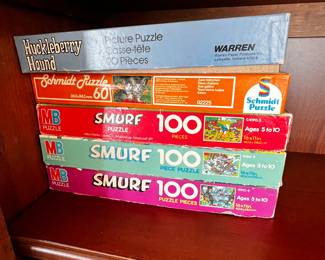 Huckleberry
Hound
Picture Puzzle
Casse-tête
Pièces
WARREN
Schmidt Puzzle
60
02225
S
Schmidt
Puzzle
MB
PUZZLE
SMURF
PUZZLE
100
PIECES
Ages 5 to 10
MB
PUZZLE
SMURF 100
PIECE PUZZLE
Ages 5 to 10
MB
PUZZLE
SMURF 100
PUZZLE PIECES
Ages 5 to 10